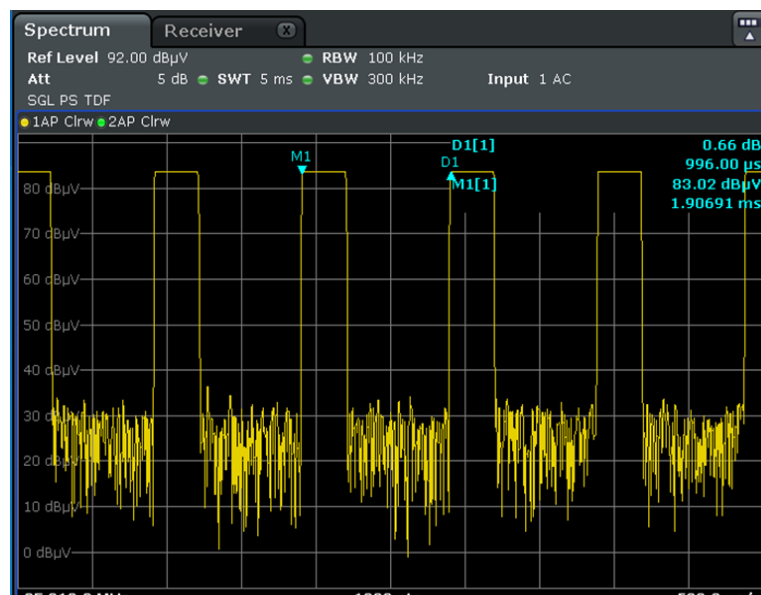 Spectrum Receiver X
Ref Level 92.00 dBµV RBW 100 kHz
Att 5 dB SWT 5 ms VBW 300 kHz Input 1 AC
SGL PS TDF
1AP Clrw 2AP Clrw
D1[1] 0.66 dB
996.00 µs
M1[1] 83.02 dBµV
1.90691 ms
M1
D1
80 dBµV
70 dBµV
60 dBµV
50 dBµV
40 dBµV
30 dBµV
20 dBµV
10 dBµV
0 dBµV